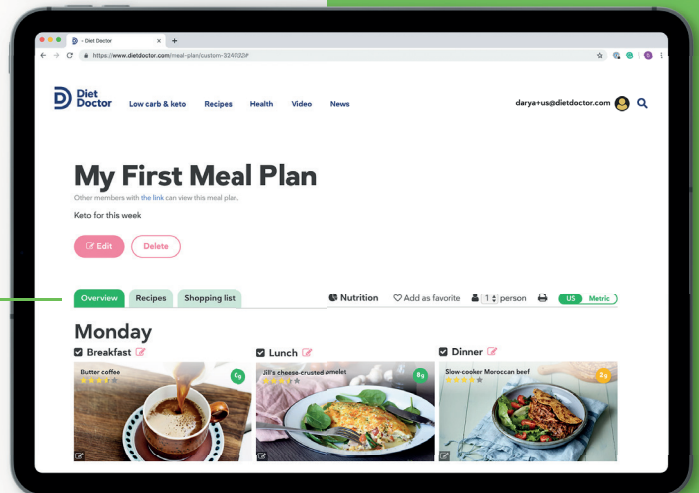 - Diet Doctor
https://www.dietdoctor.com/meal-plan/custom-324022#
Diet
Doctor
Low carb & keto Recipes Health Video News
darya+us@dietdoctor.com
My First Meal Plan
Other members with the link can view this meal plan.
Keto for this week
Edit Delete
Overview Recipes Shopping list
Nutrition Add as favorite 1 person US Metric
Monday
Breakfast Lunch Dinner
Butter coffee
Jill's cheese-crusted omelet
8g
Slow-cooker Moroccan beef